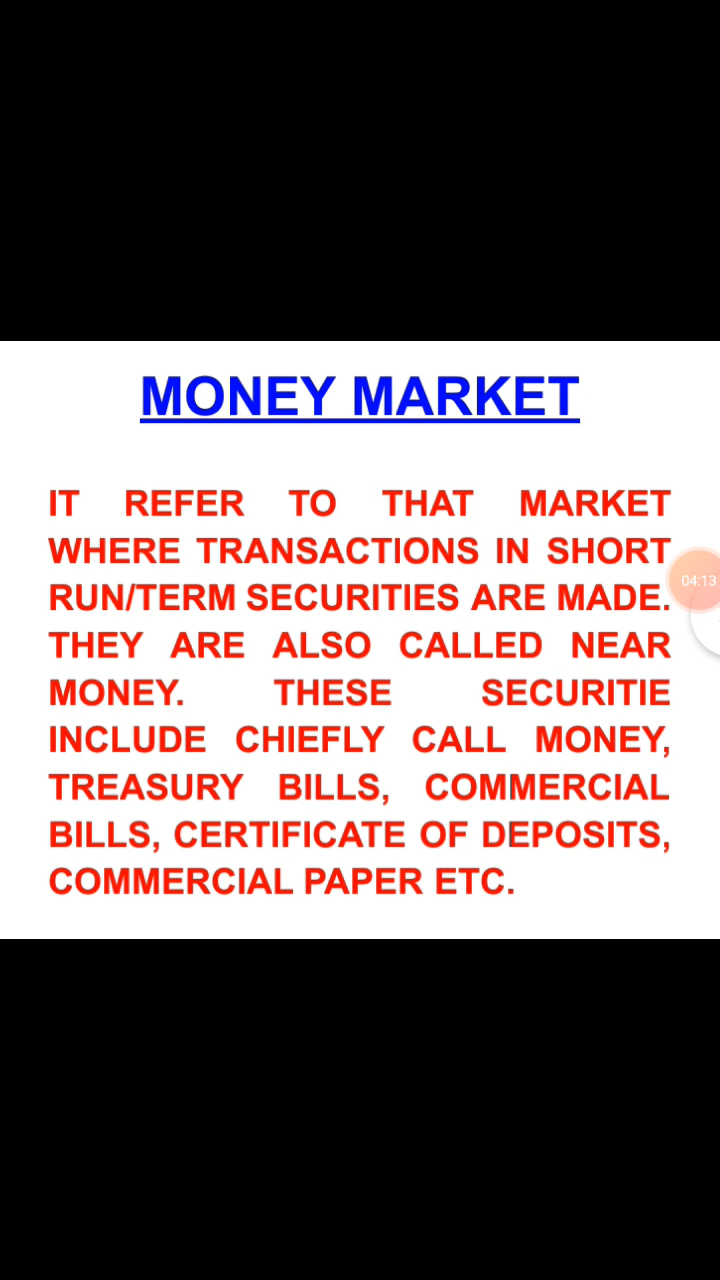 MONEY MARKET
IT REFER TO THAT MARKET
WHERE TRANSACTIONS IN SHORT
RUN/TERM SECURITIES ARE MADE.
04:13
THEY ARE ALSO CALLED NEAR
MONEY. THESE SECURITIE
INCLUDE CHIEFLY CALL MONEY,
TREASURY BILLS, COMMERCIAL
BILLS, CERTIFICATE OF DEPOSITS,
COMMERCIAL PAPER ETC.